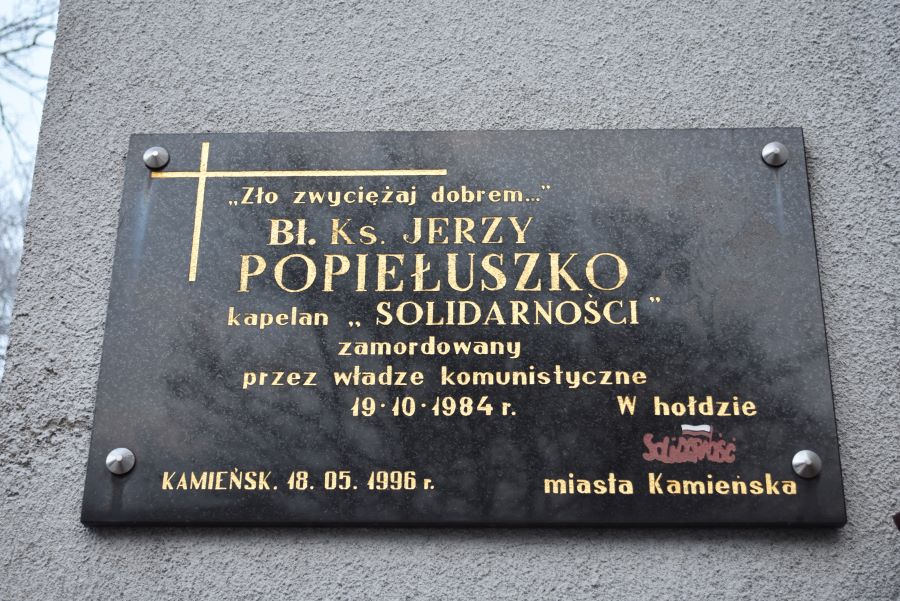 „Zło zwyciężaj dobrem..."
Bł. Ks. JERZY
POPIEŁUSZKO
kapelan „SOLIDARNOŚCI"
zamordowany
przez władze komunistyczne
19·10·1984 r.
W hołdzie
Solidarność
KAMIEŃSK. 18. 05. 1996 r.
miasta Kamieńska